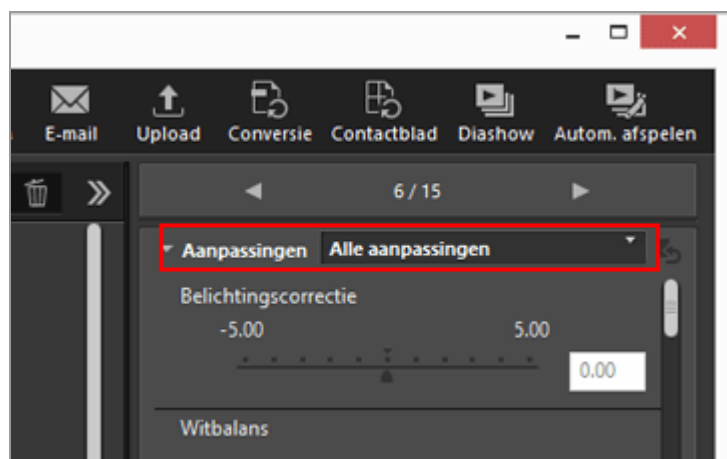 E-mail Upload Conversie Contactblad Diashow Autom. afspelen
6 / 15
Aanpassingen Alle aanpassingen
Belichtingscorrectie
-5.00 5.00
0.00
Witbalans